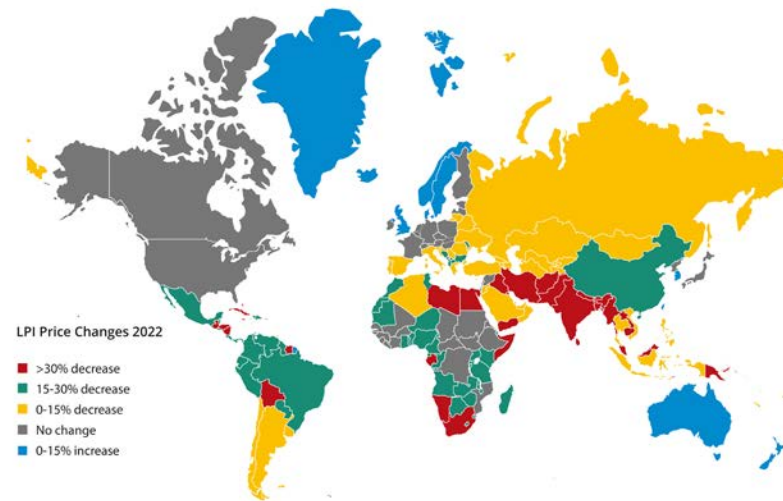 LPI Price Changes 2022
>30% decrease
15-30% decrease
0-15% decrease
No change
0-15% increase